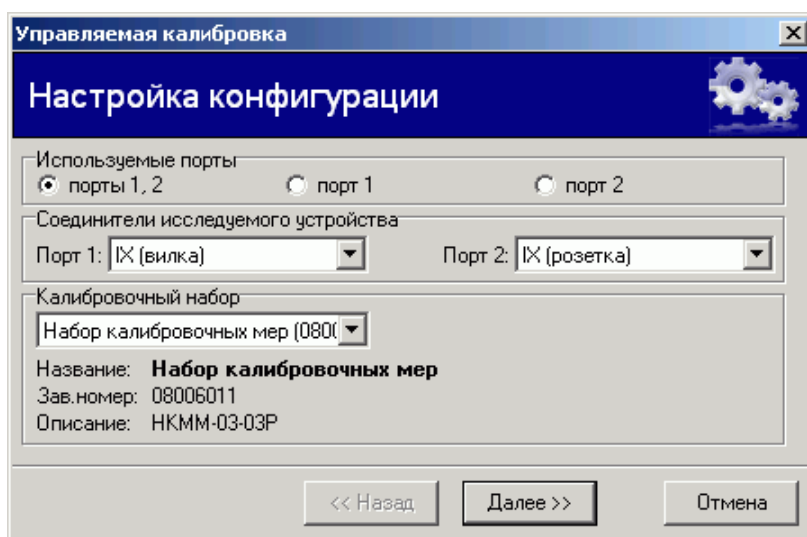 Управляемая калибровка
Настройка конфигурации
Используемые порты
порты 1, 2 порт 1 порт 2
Соединители исследуемого устройства
Порт 1: IX (вилка) Порт 2: IX (розетка)
Калибровочный набор
Набор калибровочных мер (080
Название: Набор калибровочных мер
Зав.номер: 08006011
Описание: НКММ-03-03Р
<< Назад Далее >> Отмена